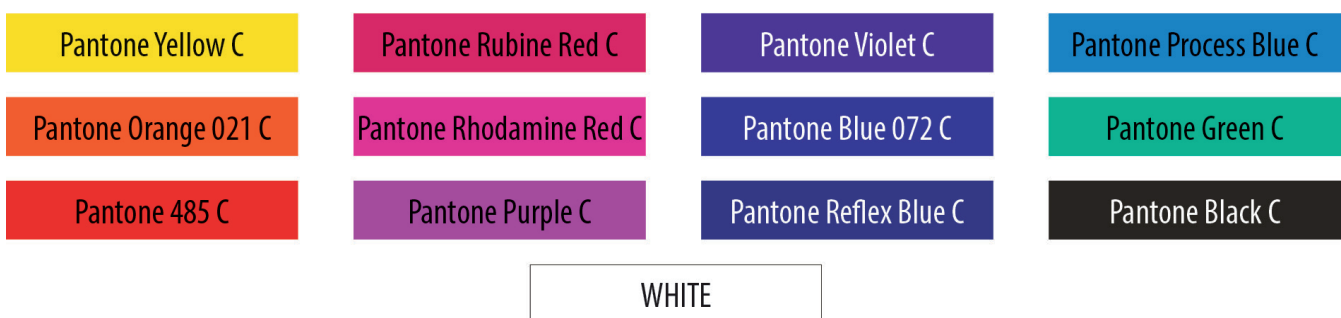 Pantone Yellow C
Pantone Rubine Red C
Pantone Violet C
Pantone Process Blue C
Pantone Orange 021 C
Pantone Rhodamine Red C
Pantone Blue 072 C
Pantone Green C
Pantone 485 C
Pantone Purple C
Pantone Reflex Blue C
Pantone Black C
WHITE